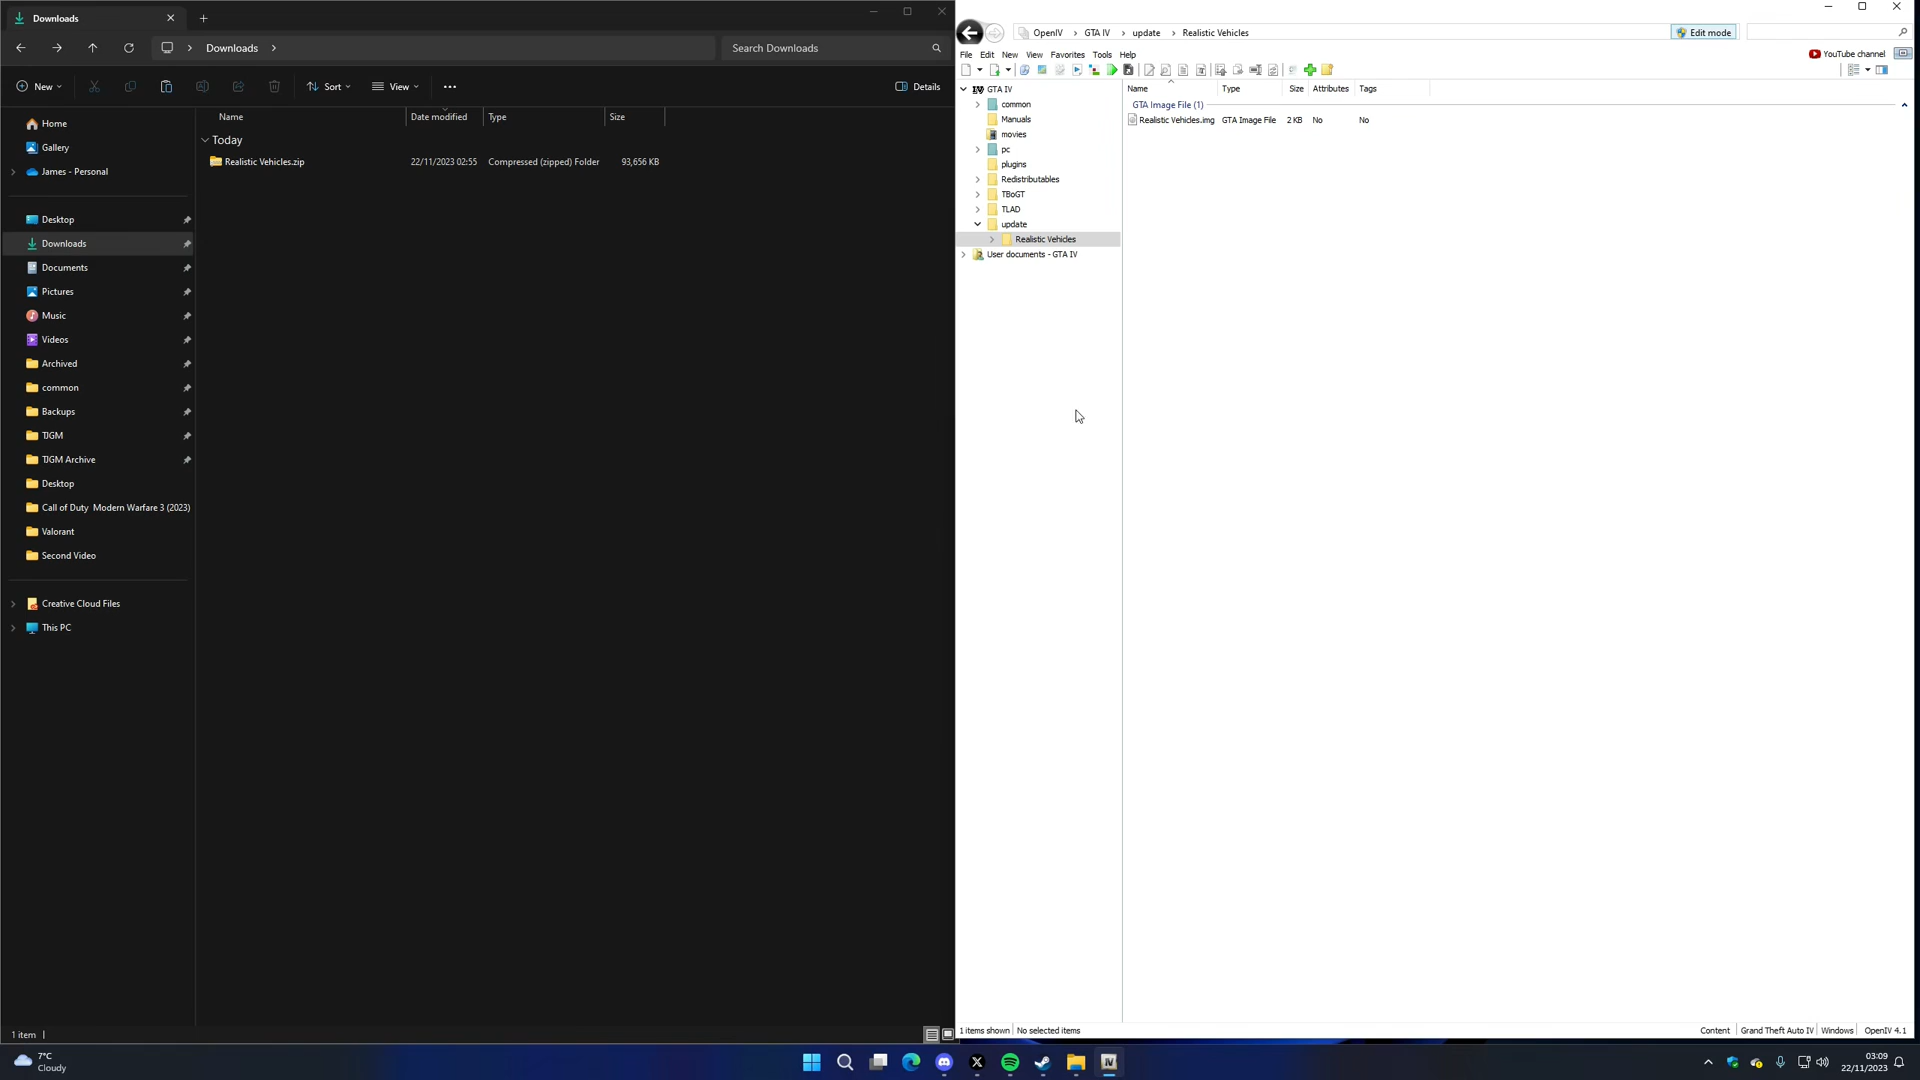 Downloads
Downloads
Search Downloads
New
Sort
View
Details
Home
Gallery
James - Personal
Desktop
Downloads
Documents
Pictures
Music
Videos
Archived
common
Backups
TJGM
TJGM Archive
Desktop
Call of Duty Modern Warfare 3 (2023)
Valorant
Second Video
Creative Cloud Files
This PC
Name Date modified Type Size
Today
Realistic Vehicles.zip 22/11/2023 02:55 Compressed (zipped) Folder 93,656 KB
1 item
OpenIV GTA IV update Realistic Vehicles
Edit mode
File Edit New View Favorites Tools Help
YouTube channel
IV GTA IV
common
Manuals
movies
pc
plugins
Redistributables
TBoGT
TLAD
update
Realistic Vehicles
User documents - GTA IV
Name Type Size Attributes Tags
GTA Image File (1)
Realistic Vehicles.img GTA Image File 2 KB No No
1 items shown No selected items
Content Grand Theft Auto IV Windows OpenIV 4.1
7°C
Cloudy
IV
03:09
22/11/2023